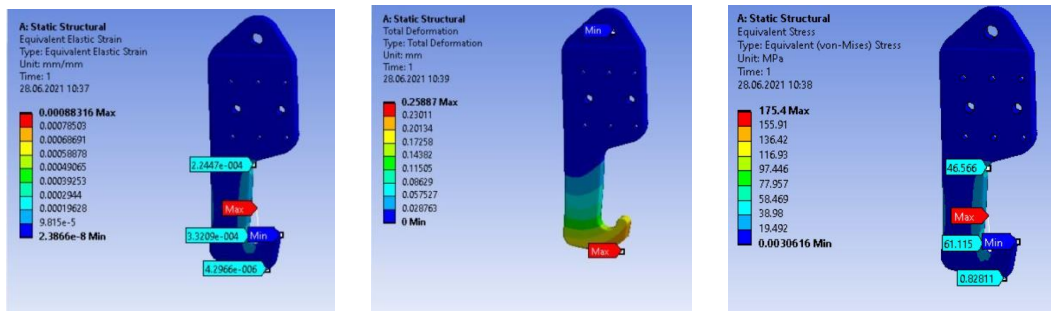 A: Static Structural
Equivalent Elastic Strain
Type: Equivalent Elastic Strain
Unit: mm/mm
Time: 1
28.06.2021 10:37
0.00088316 Max
0.00078503
0.00068691
0.00058878
0.00049065
0.00039253
0.0002944
0.00019628
9.815e-5
2.3866e-8 Min
2.2447e-004
Max
3.3209e-004
Min
4.2966e-006
A: Static Structural
Total Deformation
Type: Total Deformation
Unit: mm
Time: 1
28.06.2021 10:39
0.25887 Max
0.23011
0.20134
0.17258
0.14382
0.11505
0.08629
0.057527
0.028763
0 Min
Min
Max
A: Static Structural
Equivalent Stress
Type: Equivalent (von-Mises) Stress
Unit: MPa
Time: 1
28.06.2021 10:38
175.4 Max
155.91
136.42
116.93
97.446
77.957
58.469
38.98
19.492
0.0030616 Min
46.566
Max
61.115
Min
0.82811